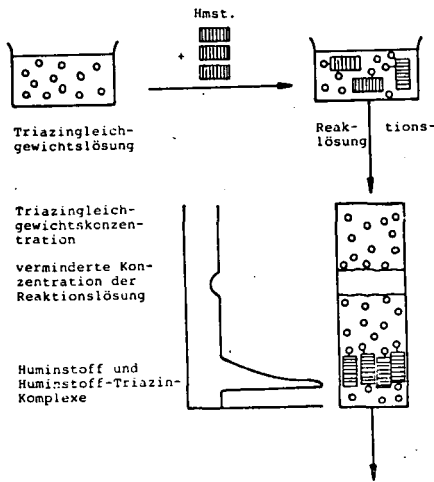 Hmst.
+
Triazingleich-
gewichtslösung
Reak- tions-
lösung
Triazingleich-
gewichtskonzen-
tration
verminderte Kon-
zentration der
Reaktionslösung
Huminstoff und
Huminstoff-Triazin-
Komplexe